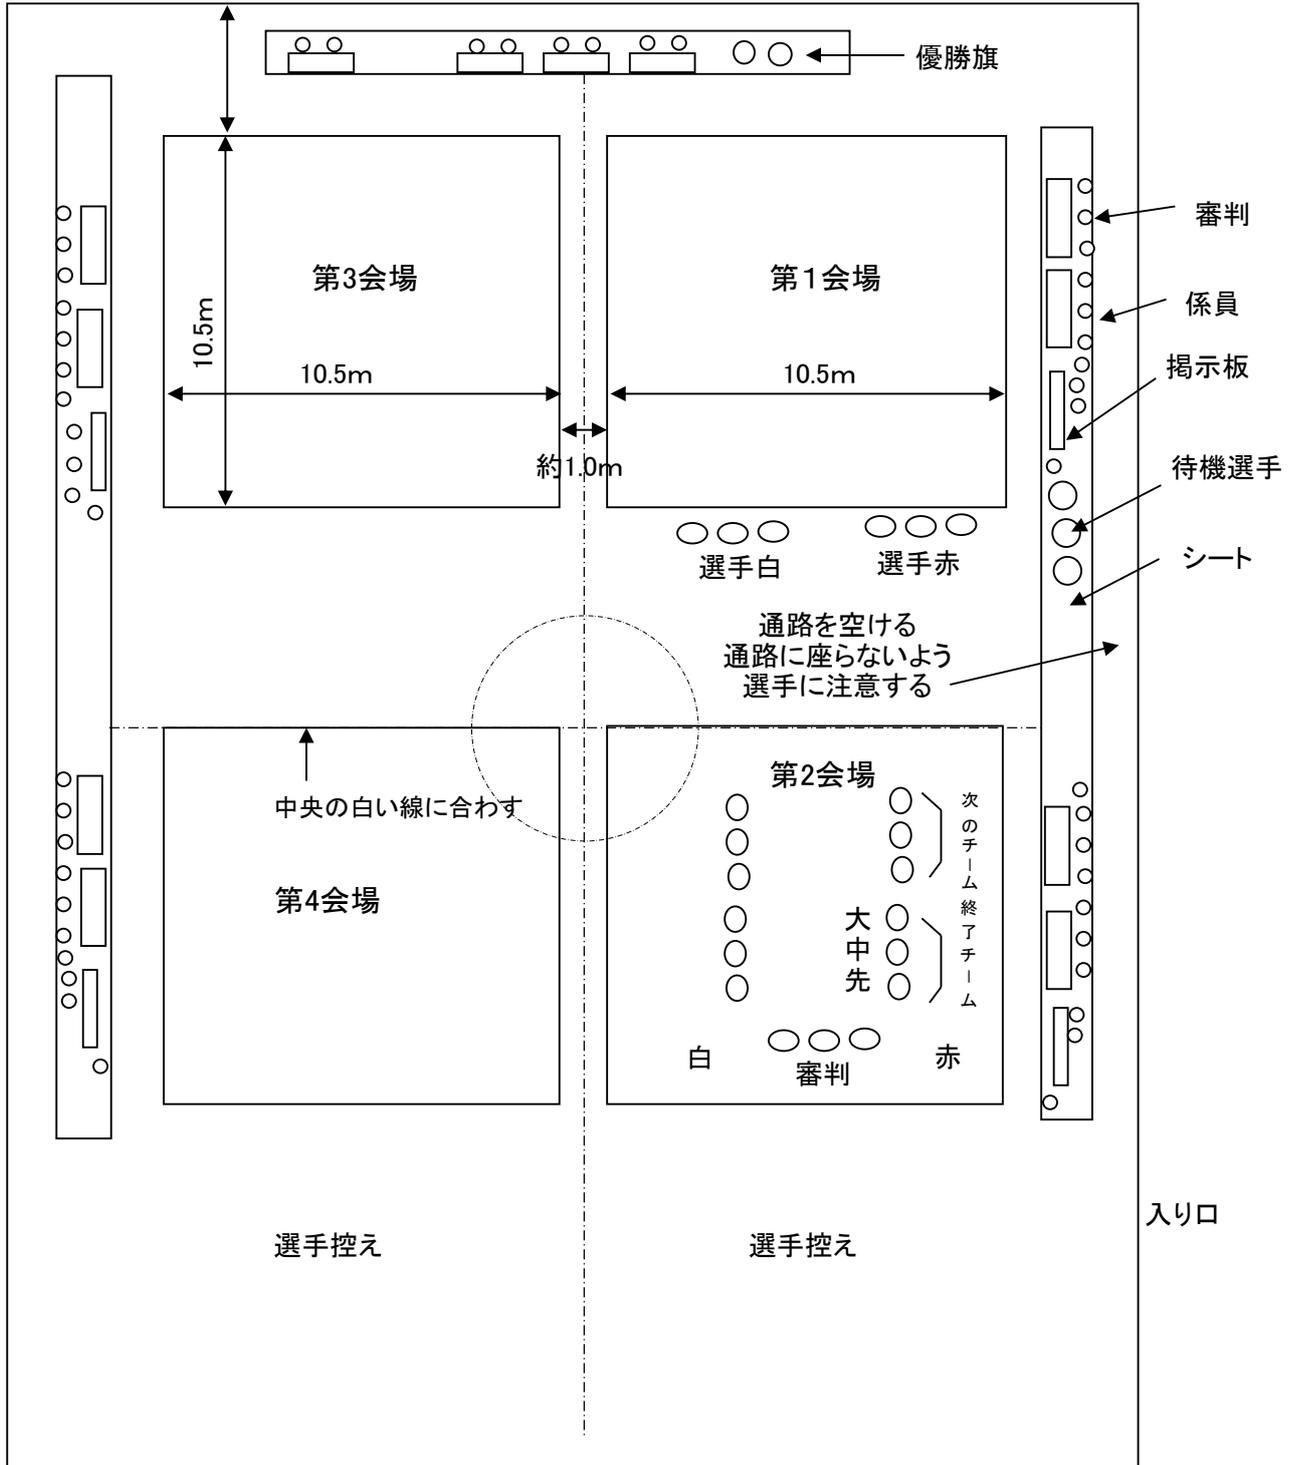 優勝旗
審判
第3会場
第1会場
10.5m
係員
掲示板
10.5m
10.5m
約1.0m
待機選手
選手白
選手赤
シート
通路を空ける
通路に座らないよう
選手に注意する
中央の白い線に合わす
第2会場
次のチーム
第4会場
大
中
先
終了チーム
白
審判
赤
入り口
選手控え
選手控え